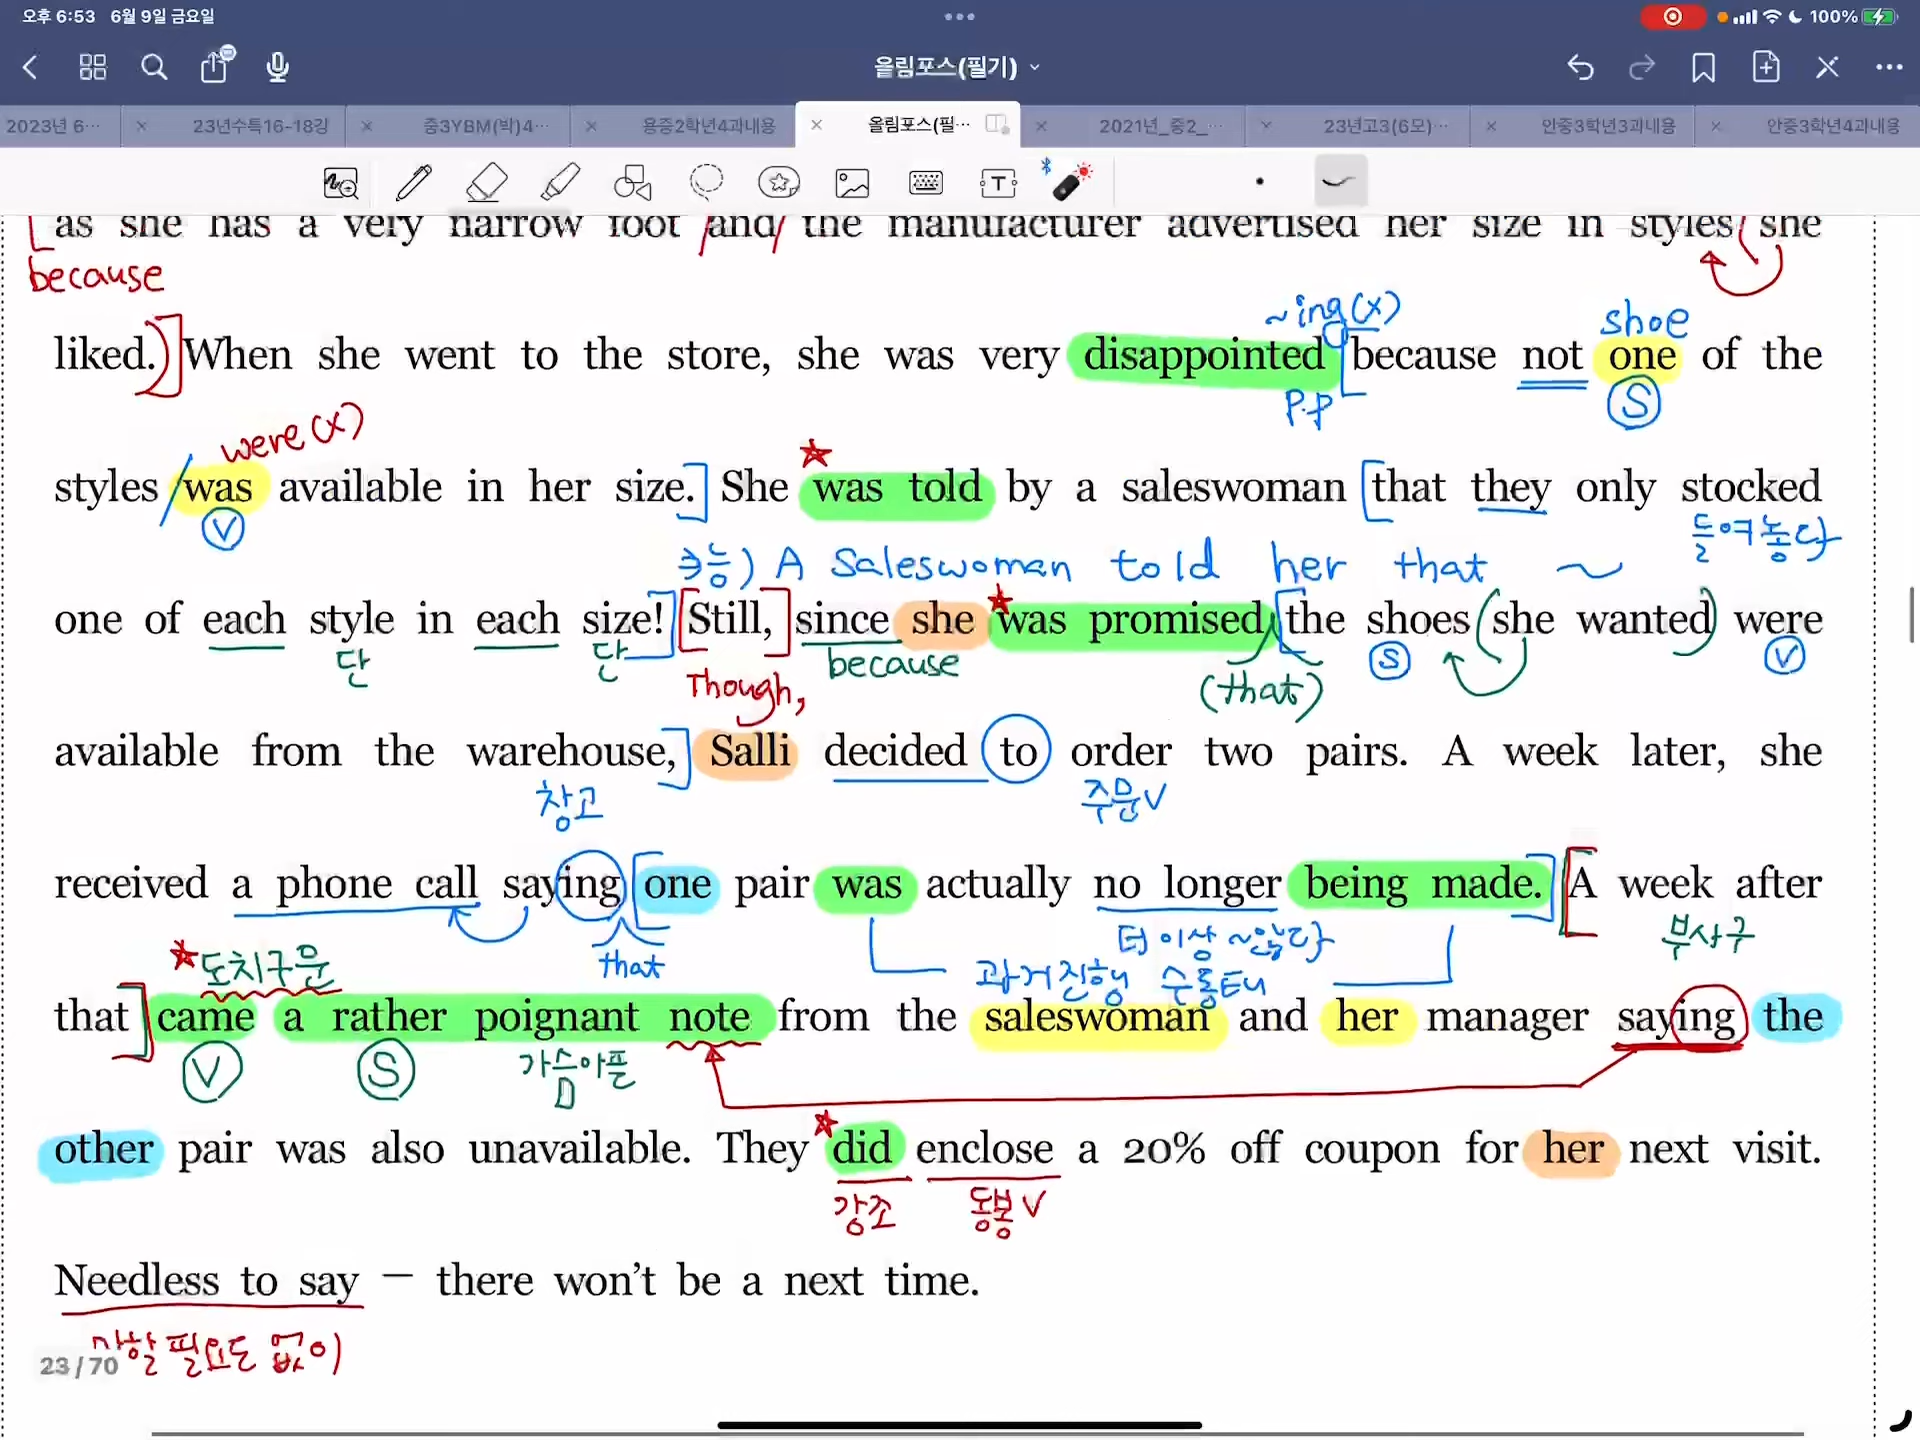 오후 6:53 6월 9일 금요일 100%
올림포스(필기)
2023년 6··· 23년수특16-18강 중3YBM(박)4··· 용중2학년4과내용 올림포스(필··· 2021년_중2_··· 23년고3(6모)··· 안중3학년3과내용 안중3학년4과내용
as she has a very narrow foot and the manufacturer advertised her size in styles she
because
~ing(x) shoe
liked. When she went to the store, she was very disappointed because not one of the
p.p S
were(x)
styles was available in her size. She was told by a saleswoman that they only stocked
V 들여놓다
3능) A Saleswoman told her that ~
one of each style in each size! Still, since she was promised the shoes she wanted were
단 단 Though, because (that) S V
available from the warehouse, Salli decided to order two pairs. A week later, she
창고 주문V
received a phone call saying one pair was actually no longer being made. A week after
that 더 이상 ~않다 부사구
도치구문 과거진행 수동태
that came a rather poignant note from the saleswoman and her manager saying the
V S 가슴아픈
other pair was also unavailable. They did enclose a 20% off coupon for her next visit.
강조 동봉V
Needless to say – there won't be a next time.
말할 필요도 없이
23/70